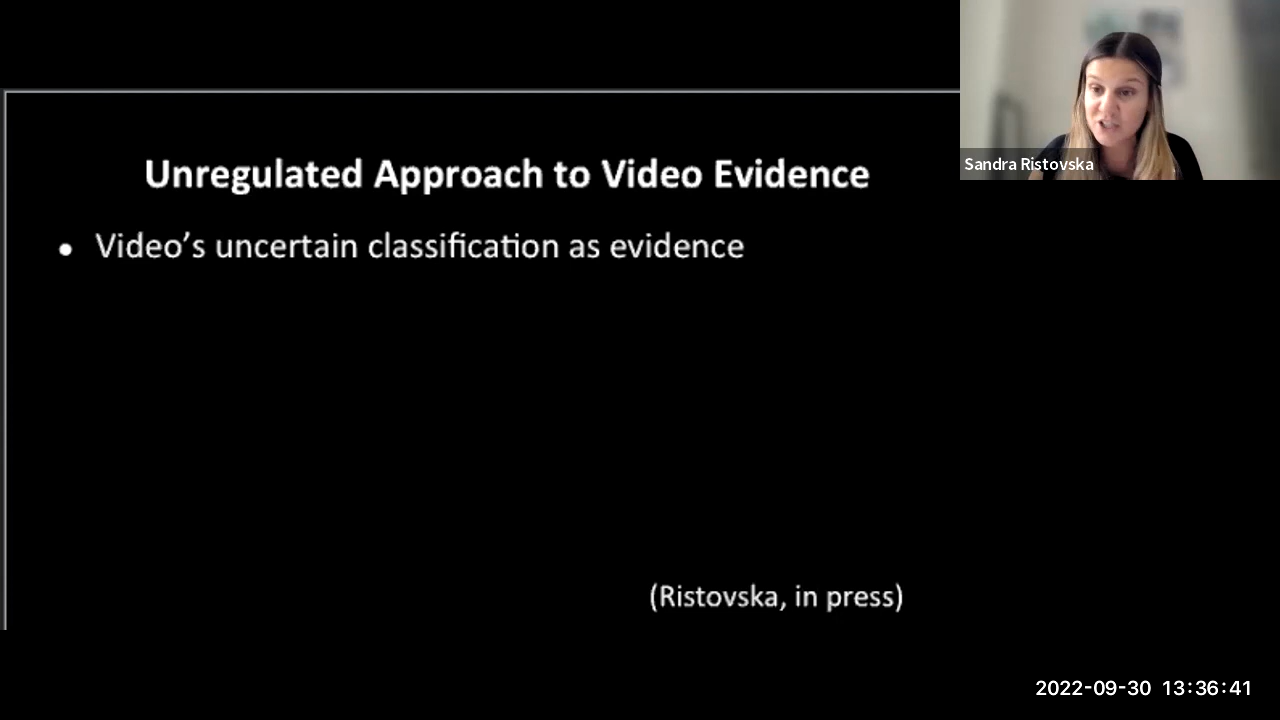 Unregulated Approach to Video Evidence
Sandra Ristovska
• Video’s uncertain classification as evidence
(Ristovska, in press)
2022-09-30 13:36:41